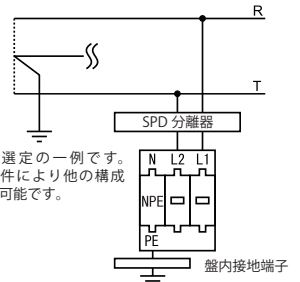 R
T
SPD 分離器
選定の一例です。
件により他の構成
可能です。
N L2 L1
NPE
PE
盤内接地端子